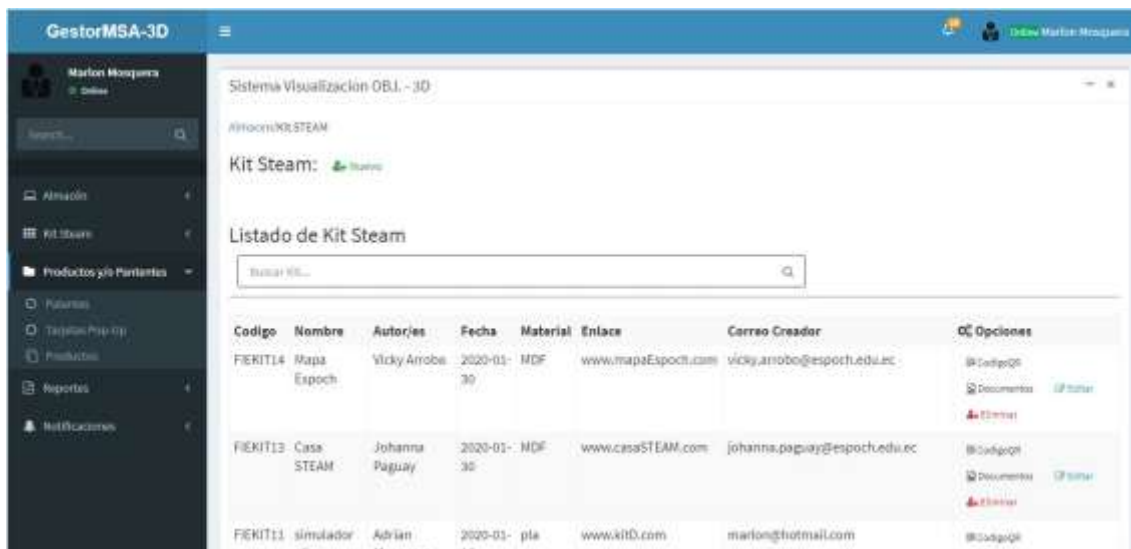 GestorMSA-3D
Online Marlon Mosquera
Marlon Mosquera
Online
Sistema Visualizacion OBJ. - 3D
Search...
Almacen/Kit STEAM
Kit Steam: Nuevo
Almacén
Kit Steam
Listado de Kit Steam
Productos y/o Pantentes
Buscar Kit...
Patentes
Tarjetas Pop-Up
Productos
Reportes
Notificaciones
Codigo Nombre Autor/es Fecha Material Enlace Correo Creador Opciones
FIEKIT14 Mapa Vicky Arrobo 2020-01- MDF www.mapaEspoch.com vicky.arrobo@espoch.edu.ec CodigoQR
Espoch 30 Documentos Editar
Eliminar
FIEKIT13 Casa Johanna 2020-01- MDF www.casaSTEAM.com johanna.paguay@espoch.edu.ec CodigoQR
STEAM Paguay 30 Documentos Editar
Eliminar
FIEKIT11 simulador Adrian 2020-01- pla www.kitD.com marlon@hotmail.com CodigoQR